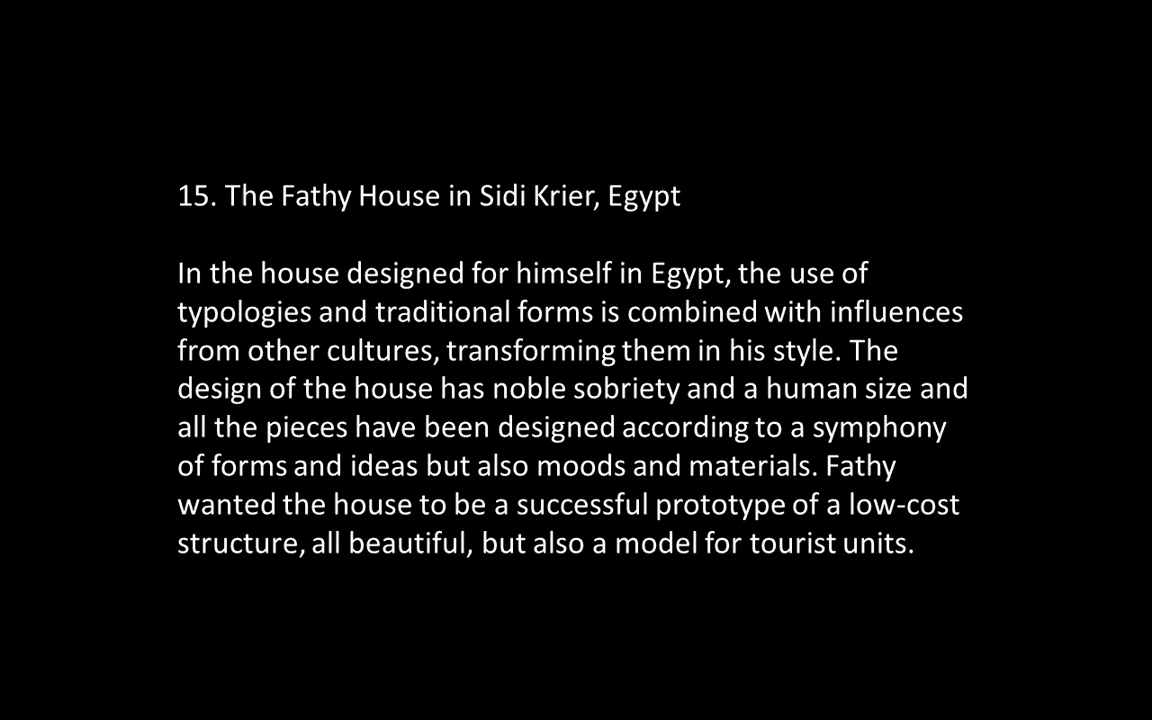 15. The Fathy House in Sidi Krier, Egypt
In the house designed for himself in Egypt, the use of
typologies and traditional forms is combined with influences
from other cultures, transforming them in his style. The
design of the house has noble sobriety and a human size and
all the pieces have been designed according to a symphony
of forms and ideas but also moods and materials. Fathy
wanted the house to be a successful prototype of a low-cost
structure, all beautiful, but also a model for tourist units.